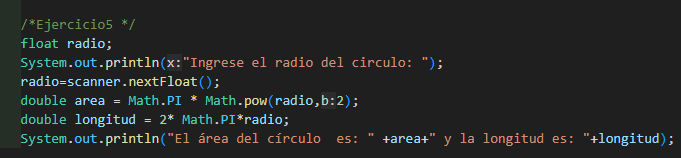 /*Ejercicio5 */
float radio;
System.out.println(x:"Ingrese el radio del circulo: ");
radio=scanner.nextFloat();
double area = Math.PI * Math.pow(radio,b:2);
double longitud = 2* Math.PI*radio;
System.out.println("El área del círculo  es: " +area+" y la longitud es: "+longitud);